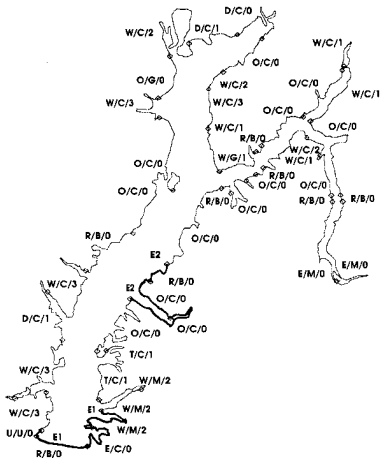 D/C/0
W/C/2
D/C/1
W/C/1
O/C/0
O/G/0
W/C/2
W/C/1
W/C/3
W/C/3
O/C/0
W/C/1
R/B/0
O/C/0
W/C/2
W/C/1
O/C/0
W/G/1
R/B/0
O/C/0
R/B/0
O/C/0
R/B/0
R/B/0
R/B/0
O/C/0
E2
W/C/3
R/B/0
E/M/0
E/M/0
E2
O/C/0
D/C/1
O/C/0
O/C/0
T/C/1
W/C/3
T/C/1
W/M/2
W/C/3
E1
W/M/2
U/U/0
E1
W/M/2
R/B/0
E/C/0